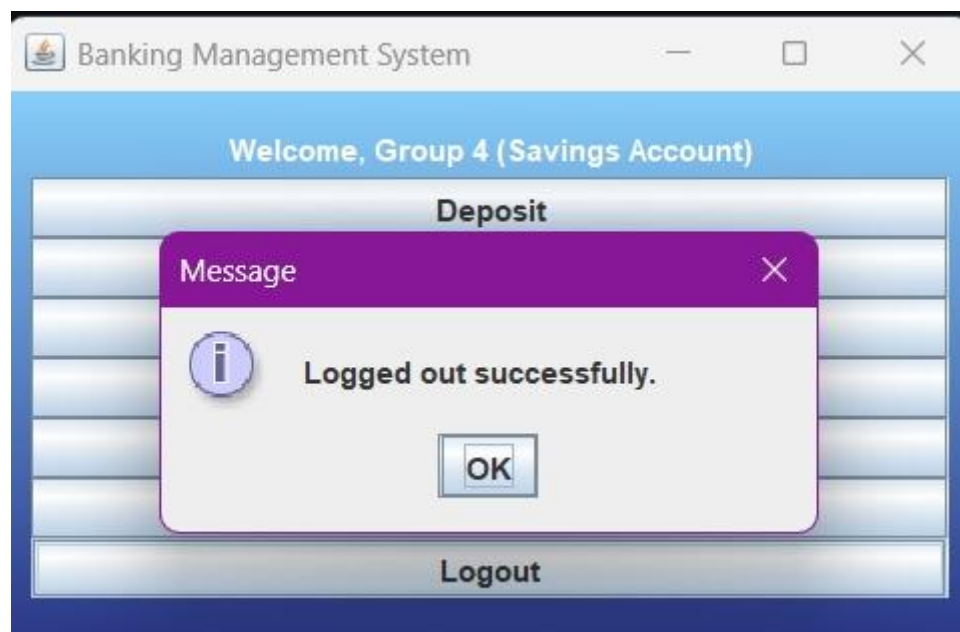 Banking Management System
Welcome, Group 4 (Savings Account)
Deposit
Message
Logged out successfully.
OK
Logout